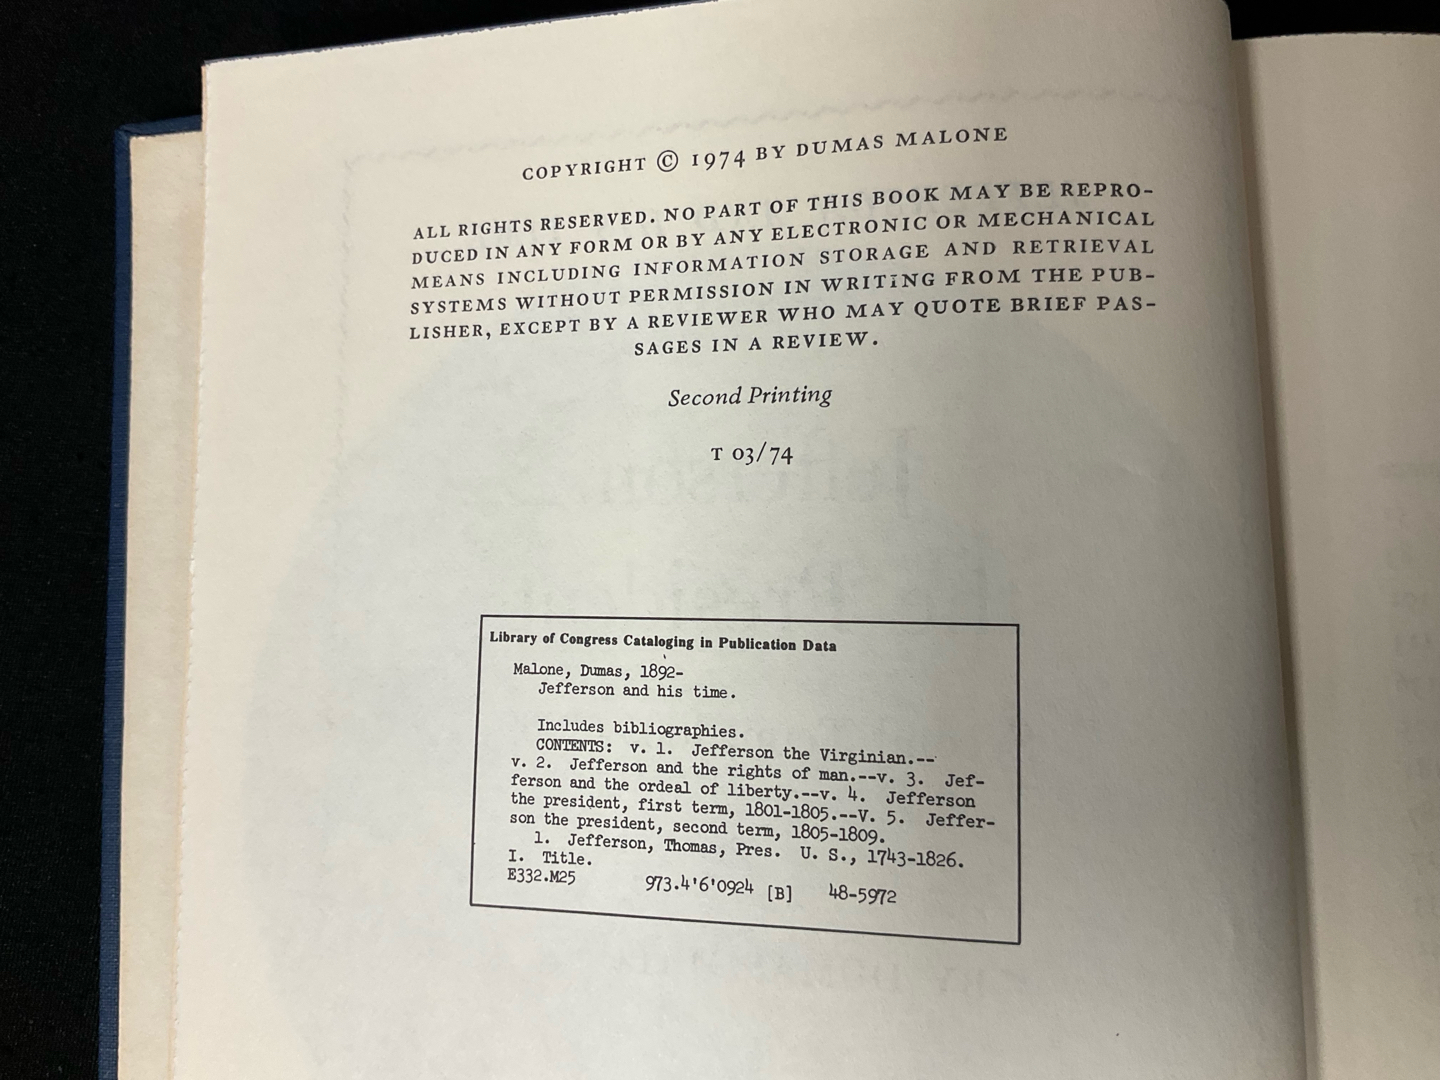 COPYRIGHT © 1974 BY DUMAS MALONE
ALL RIGHTS RESERVED. NO PART OF THIS BOOK MAY BE REPRO-
DUCED IN ANY FORM OR BY ANY ELECTRONIC OR MECHANICAL
MEANS INCLUDING INFORMATION STORAGE AND RETRIEVAL
SYSTEMS WITHOUT PERMISSION IN WRITING FROM THE PUB-
LISHER, EXCEPT BY A REVIEWER WHO MAY QUOTE BRIEF PAS-
SAGES IN A REVIEW.
Second Printing
T 03/74
Library of Congress Cataloging in Publication Data
Malone, Dumas, 1892-
Jefferson and his time.
Includes bibliographies.
CONTENTS: v. 1. Jefferson the Virginian.--
v. 2. Jefferson and the rights of man.--v. 3. Jef-
ferson and the ordeal of liberty.--v. 4. Jefferson
the president, first term, 1801-1805.--V. 5. Jeffer-
son the president, second term, 1805-1809.
1. Jefferson, Thomas, Pres. U. S., 1743-1826.
I. Title.
E332.M25 973.4'6'0924 [B] 48-5972